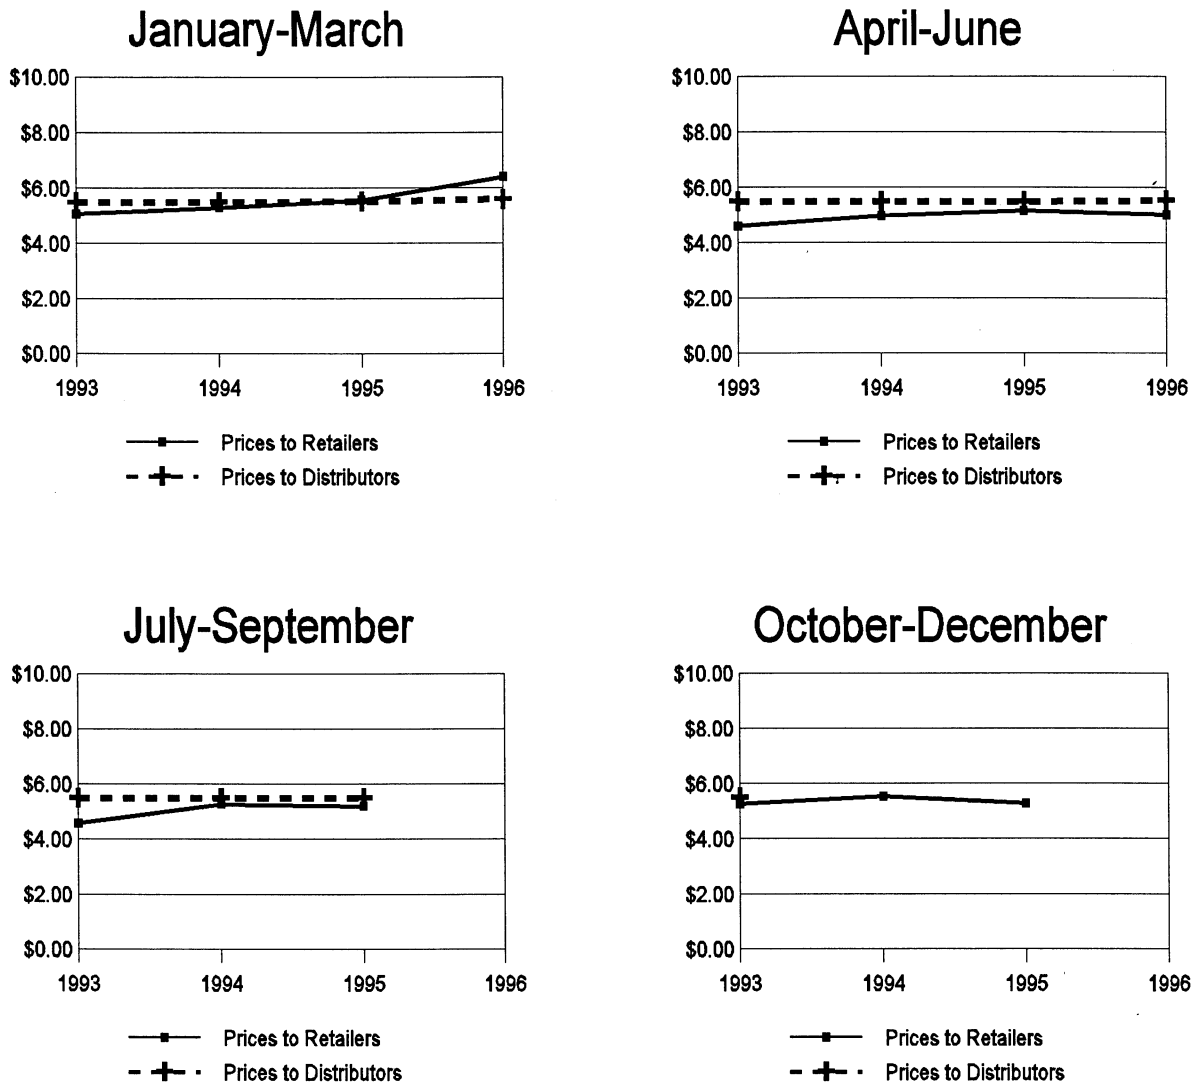 January-March
$10.00
$8.00
$6.00
$4.00
$2.00
$0.00
1993 1994 1995 1996
Prices to Retailers
Prices to Distributors
April-June
$10.00
$8.00
$6.00
$4.00
$2.00
$0.00
1993 1994 1995 1996
Prices to Retailers
Prices to Distributors
July-September
$10.00
$8.00
$6.00
$4.00
$2.00
$0.00
1993 1994 1995 1996
Prices to Retailers
Prices to Distributors
October-December
$10.00
$8.00
$6.00
$4.00
$2.00
$0.00
1993 1994 1995 1996
Prices to Retailers
Prices to Distributors